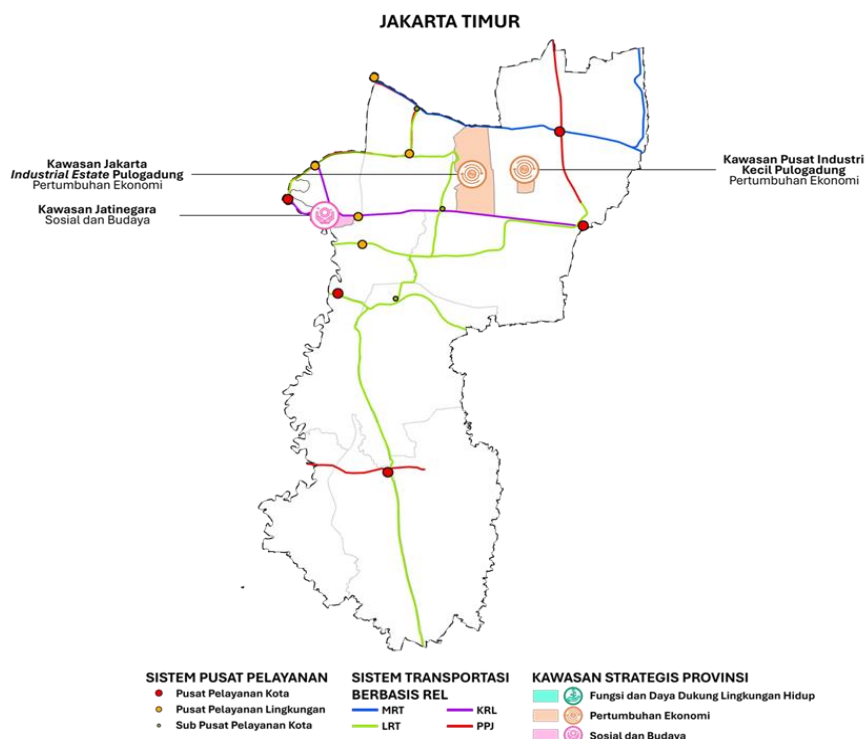 JAKARTA TIMUR
Kawasan Jakarta
Industrial Estate Pulogadung
Pertumbuhan Ekonomi
Kawasan Jatinegara
Sosial dan Budaya
Kawasan Pusat Industri
Kecil Pulogadung
Pertumbuhan Ekonomi
SISTEM PUSAT PELAYANAN
Pusat Pelayanan Kota
Pusat Pelayanan Lingkungan
Sub Pusat Pelayanan Kota
SISTEM TRANSPORTASI
BERBASIS REL
MRT
KRL
LRT
PPJ
KAWASAN STRATEGIS PROVINSI
Fungsi dan Daya Dukung Lingkungan Hidup
Pertumbuhan Ekonomi
Sosial dan Budaya